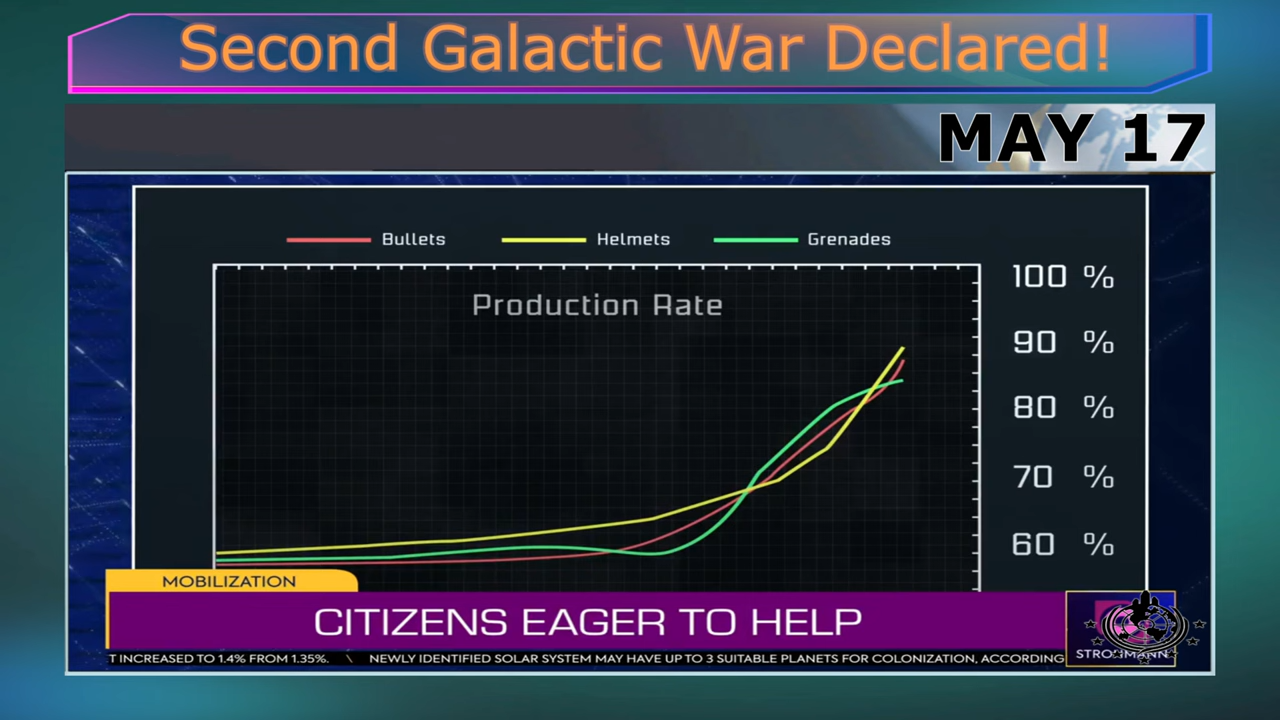 Second Galactic War Declared!
MAY 17
Bullets Helmets Grenades
Production Rate
100 %
90 %
80 %
70 %
60 %
MOBILIZATION
CITIZENS EAGER TO HELP
T INCREASED TO 1.4% FROM 1.35%. \ NEWLY IDENTIFIED SOLAR SYSTEM MAY HAVE UP TO 3 SUITABLE PLANETS FOR COLONIZATION, ACCORDING
STROHMANN